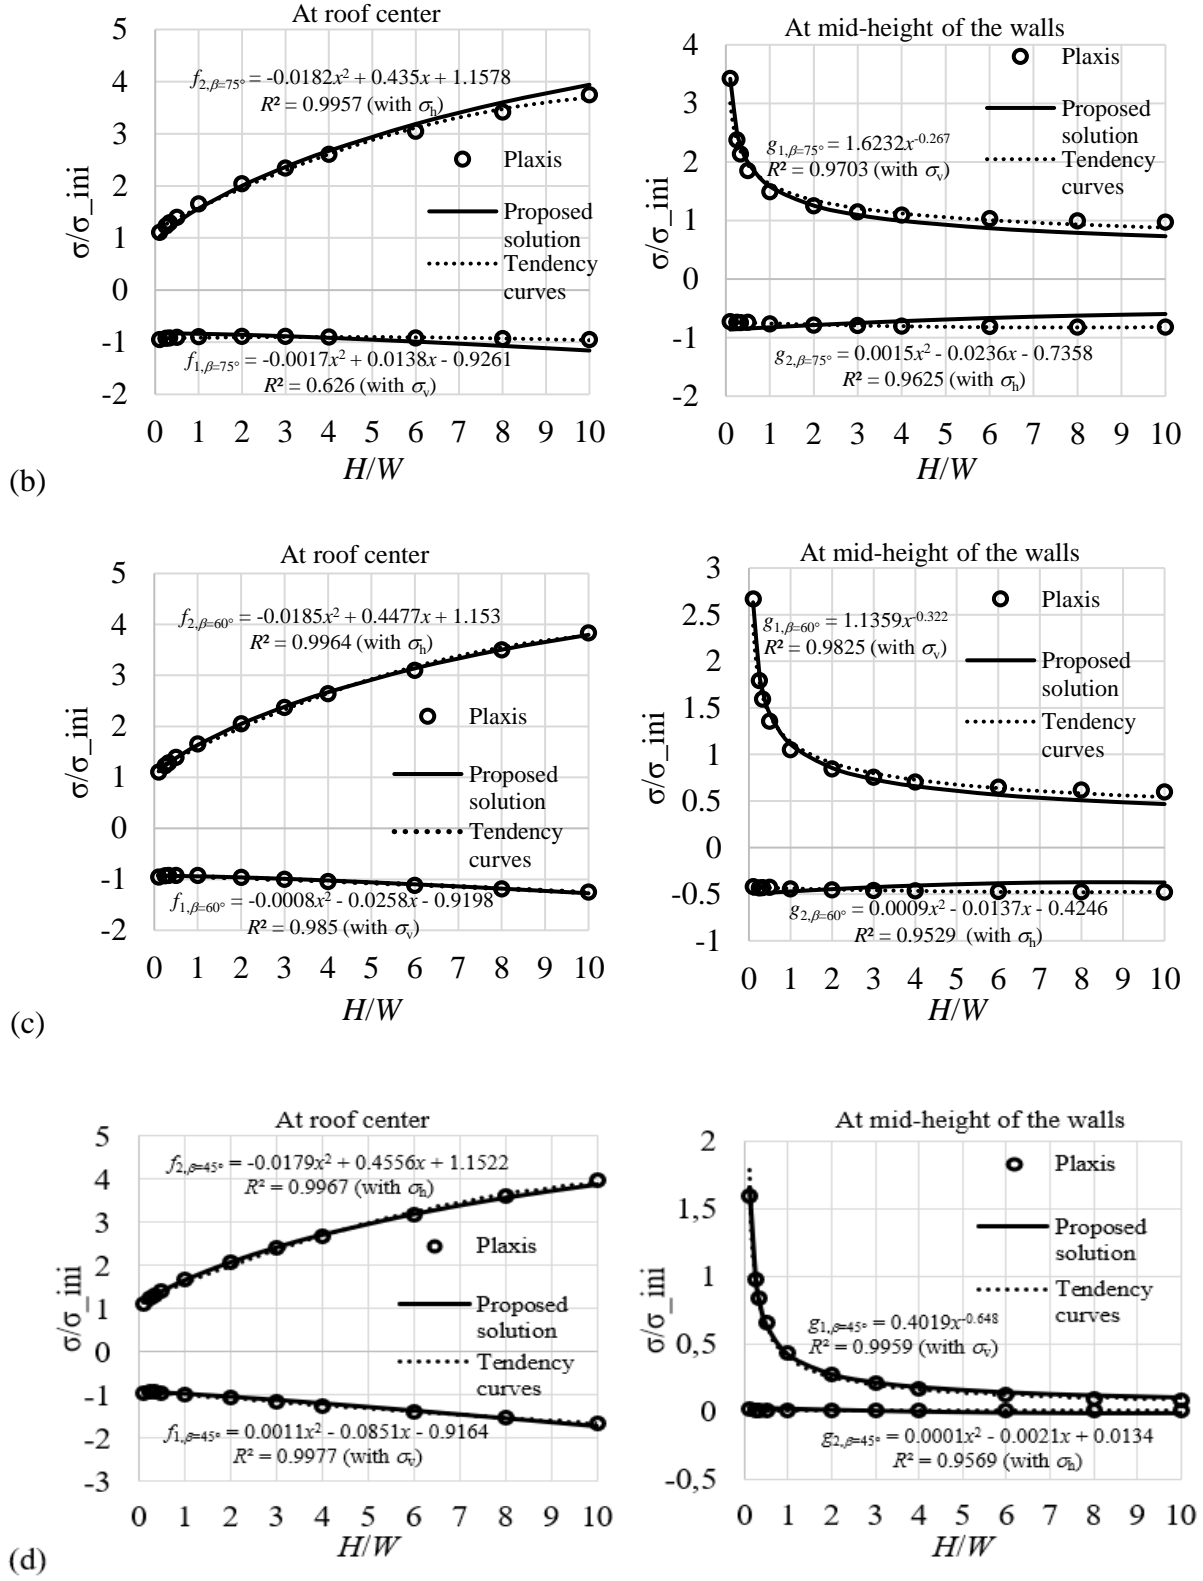 At roof center
5
4
3
2
1
0
-1
-2
σ/σ_ini
f2,β=75° = -0.0182x² + 0.435x + 1.1578
R² = 0.9957 (with σh)
Plaxis
Proposed
solution
Tendency
curves
f1,β=75° = -0.0017x² + 0.0138x - 0.9261
R² = 0.626 (with σv)
0 1 2 3 4 5 6 7 8 9 10
H/W
At mid-height of the walls
4
3
2
1
0
-1
-2
σ/σ_ini
Plaxis
Proposed
solution
Tendency
curves
g1,β=75° = 1.6232x^-0.267
R² = 0.9703 (with σv)
g2,β=75° = 0.0015x² - 0.0236x - 0.7358
R² = 0.9625 (with σh)
0 1 2 3 4 5 6 7 8 9 10
H/W
(b)
At roof center
5
4
3
2
1
0
-1
-2
σ/σ_ini
f2,β=60° = -0.0185x² + 0.4477x + 1.153
R² = 0.9964 (with σh)
Plaxis
Proposed
solution
Tendency
curves
f1,β=60° = -0.0008x² - 0.0258x - 0.9198
R² = 0.985 (with σv)
0 1 2 3 4 5 6 7 8 9 10
H/W
At mid-height of the walls
3
2.5
2
1.5
1
0.5
0
-0.5
-1
σ/σ_ini
Plaxis
g1,β=60° = 1.1359x^-0.322
R² = 0.9825 (with σv)
Proposed
solution
Tendency
curves
g2,β=60° = 0.0009x² - 0.0137x - 0.4246
R² = 0.9529 (with σh)
0 1 2 3 4 5 6 7 8 9 10
H/W
(c)
At roof center
5
4
3
2
1
0
-1
-2
-3
σ/σ_ini
f2,β=45° = -0.0179x² + 0.4556x + 1.1522
R² = 0.9967 (with σh)
Plaxis
Proposed
solution
Tendency
curves
f1,β=45° = 0.0011x² - 0.0851x - 0.9164
R² = 0.9977 (with σv)
0 1 2 3 4 5 6 7 8 9 10
H/W
At mid-height of the walls
2
1,5
1
0,5
0
-0,5
σ/σ_ini
Plaxis
Proposed
solution
Tendency
curves
g1,β=45° = 0.4019x^-0.648
R² = 0.9959 (with σv)
g2,β=45° = 0.0001x² - 0.0021x + 0.0134
R² = 0.9569 (with σh)
0 1 2 3 4 5 6 7 8 9 10
H/W
(d)